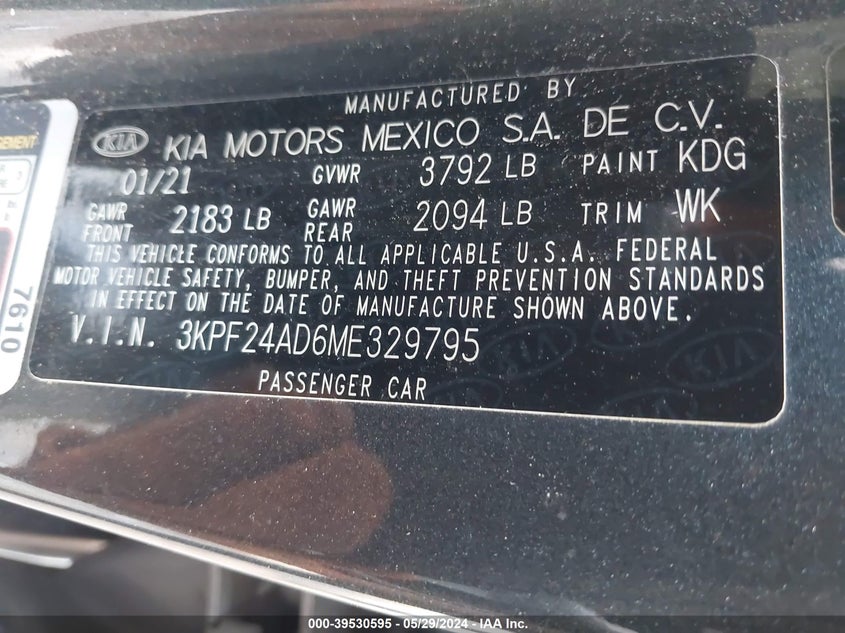 MANUFACTURED BY
KIA KIA MOTORS MEXICO S.A. DE C.V.
01/21 GVWR 3792 LB PAINT KDG
GAWR FRONT 2183 LB GAWR REAR 2094 LB TRIM WK
THIS VEHICLE CONFORMS TO ALL APPLICABLE U.S.A. FEDERAL
MOTOR VEHICLE SAFETY, BUMPER, AND THEFT PREVENTION STANDARDS
IN EFFECT ON THE DATE OF MANUFACTURE SHOWN ABOVE.
V.I.N. 3KPF24AD6ME329795
PASSENGER CAR
7610
000-39530595 - 05/29/2024 - IAA Inc.